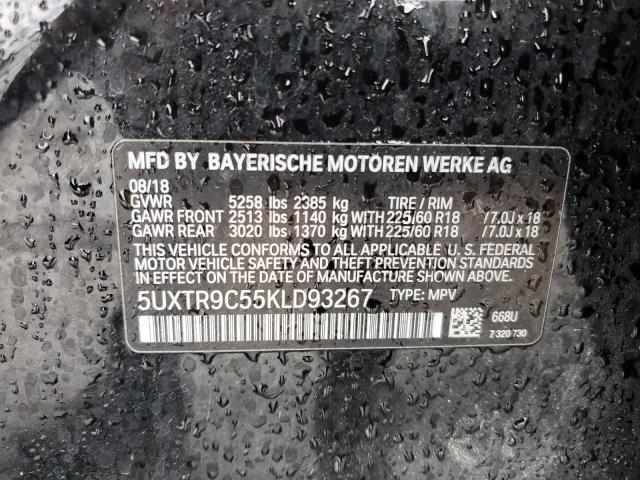 MFD BY BAYERISCHE MOTOREN WERKE AG
08/18
GVWR 5258 lbs 2385 kg TIRE / RIM
GAWR FRONT 2513 lbs 1140 kg WITH 225/60 R18 /7.0J x 18
GAWR REAR 3020 lbs 1370 kg WITH 225/60 R18 /7.0J x 18
THIS VEHICLE CONFORMS TO ALL APPLICABLE U. S. FEDERAL
MOTOR VEHICLE SAFETY AND THEFT PREVENTION STANDARDS
IN EFFECT ON THE DATE OF MANUFACTURE SHOWN ABOVE.
5UXTR9C55KLD93267 TYPE: MPV
668U
7 320 730